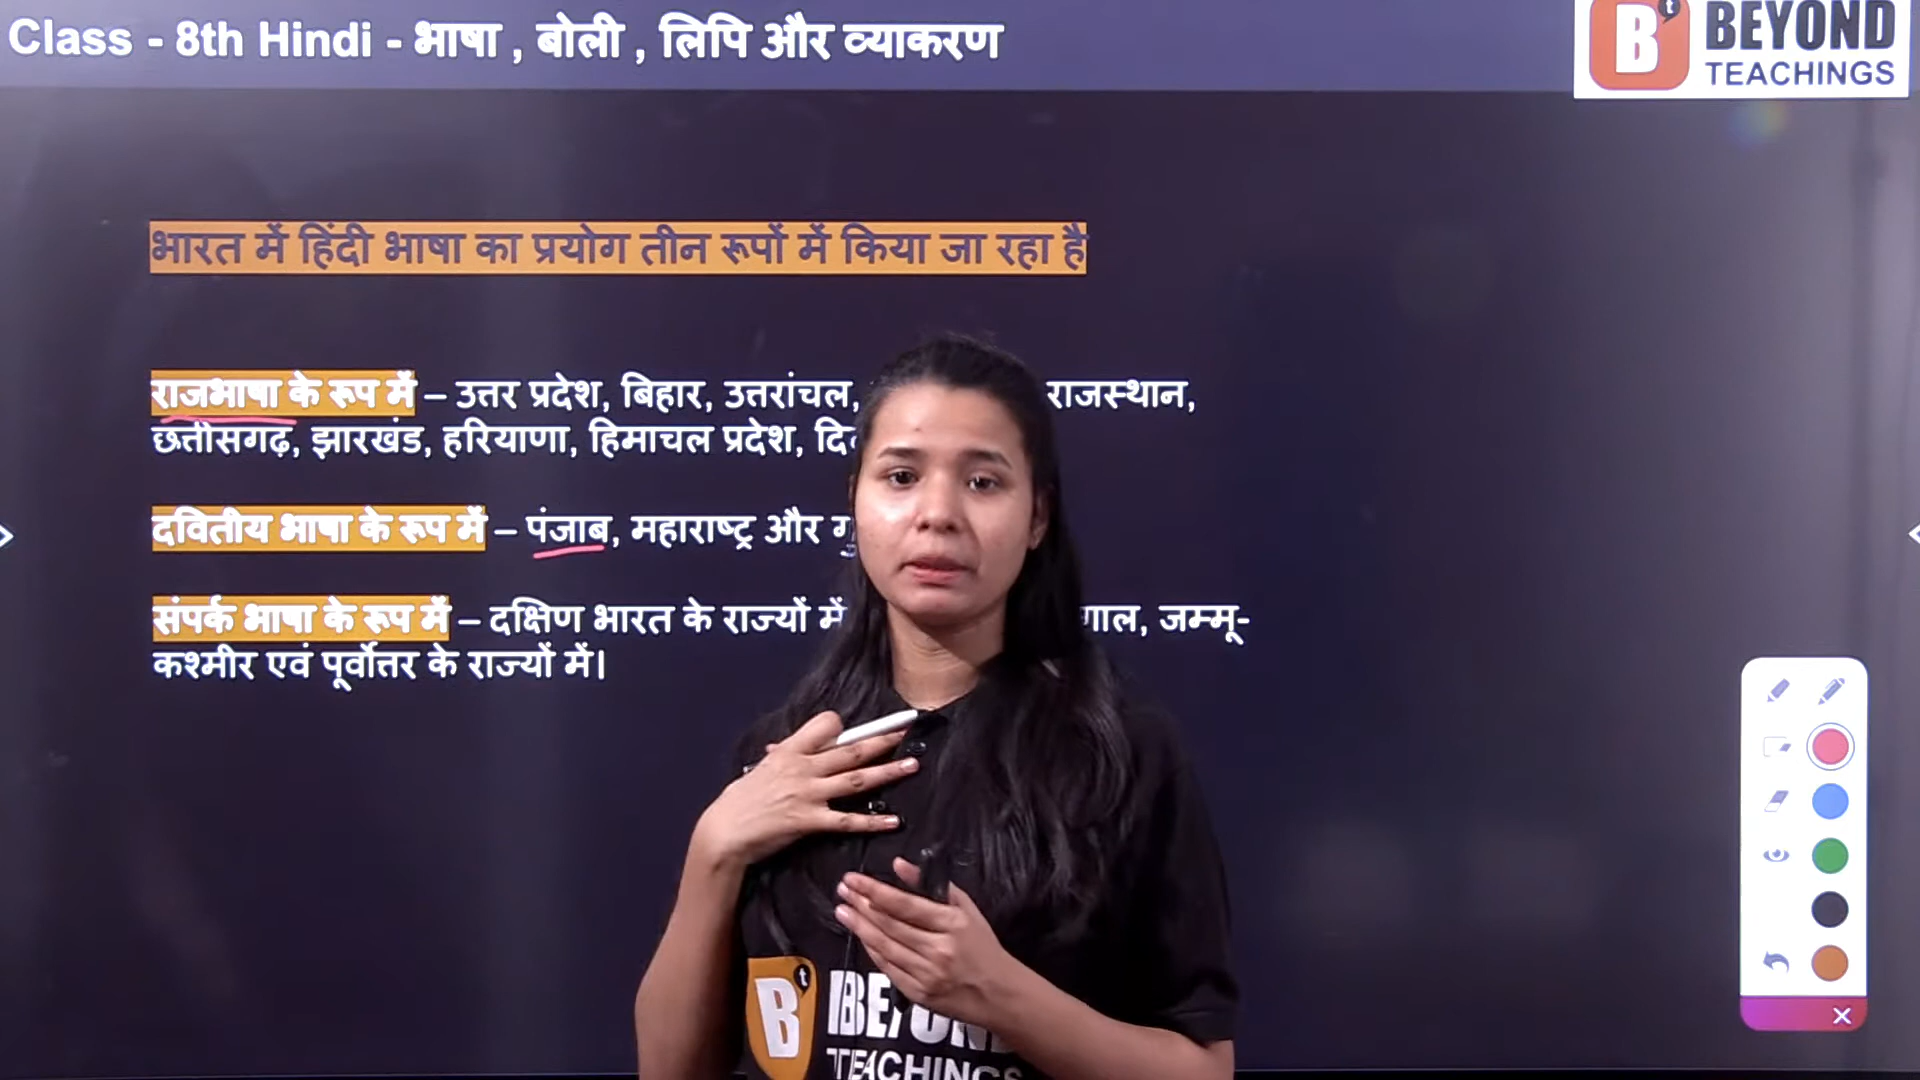 Class - 8th Hindi - भाषा , बोली , लिपि और व्याकरण
BEYOND
TEACHINGS
भारत में हिंदी भाषा का प्रयोग तीन रूपों में किया जा रहा है
राजभाषा के रूप में – उत्तर प्रदेश, बिहार, उत्तरांचल, राजस्थान,
छत्तीसगढ़, झारखंड, हरियाणा, हिमाचल प्रदेश,
दवितीय भाषा के रूप में – पंजाब, महाराष्ट्र और
संपर्क भाषा के रूप में – दक्षिण भारत के राज्यों में जम्मू-
कश्मीर एवं पूर्वोत्तर के राज्यों में।
TEACHINGS